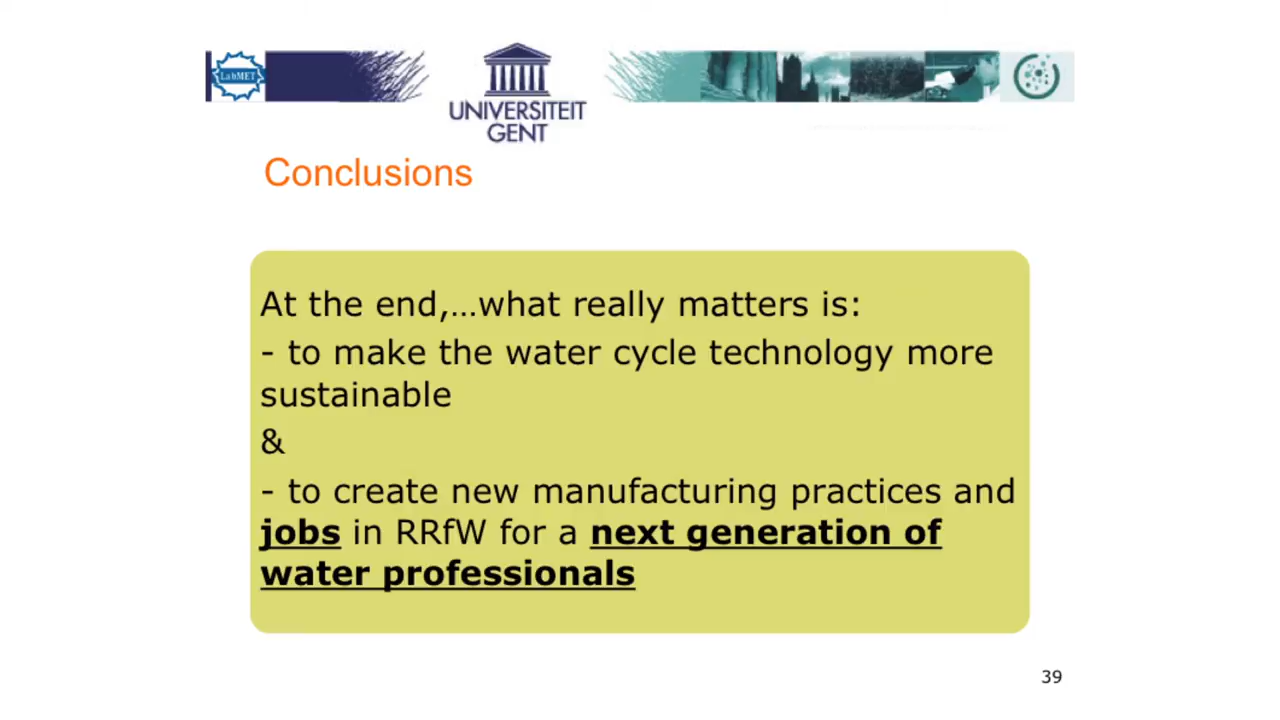 LabMET
UNIVERSITEIT
GENT
Conclusions
At the end,...what really matters is:
- to make the water cycle technology more
sustainable
&
- to create new manufacturing practices and
jobs in RRfW for a next generation of
water professionals
39